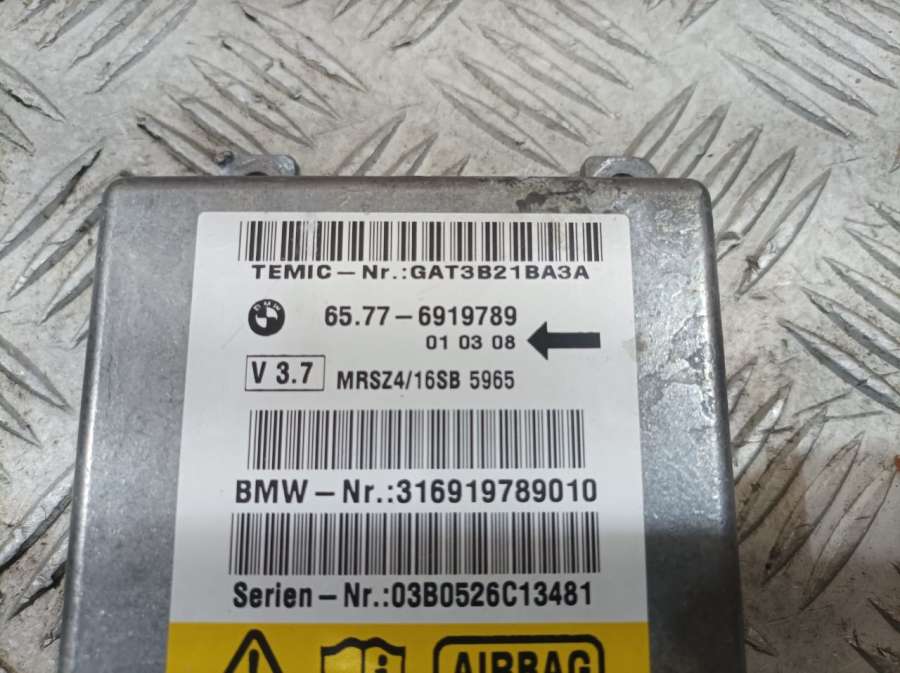 TEMIC-Nr.:GAT3B21BA3A
BMW
65.77-6919789
01 03 08
V 3.7
MRSZ4/16SB 5965
BMW-Nr.:316919789010
Serien-Nr.:03B0526C13481
AIRBAG